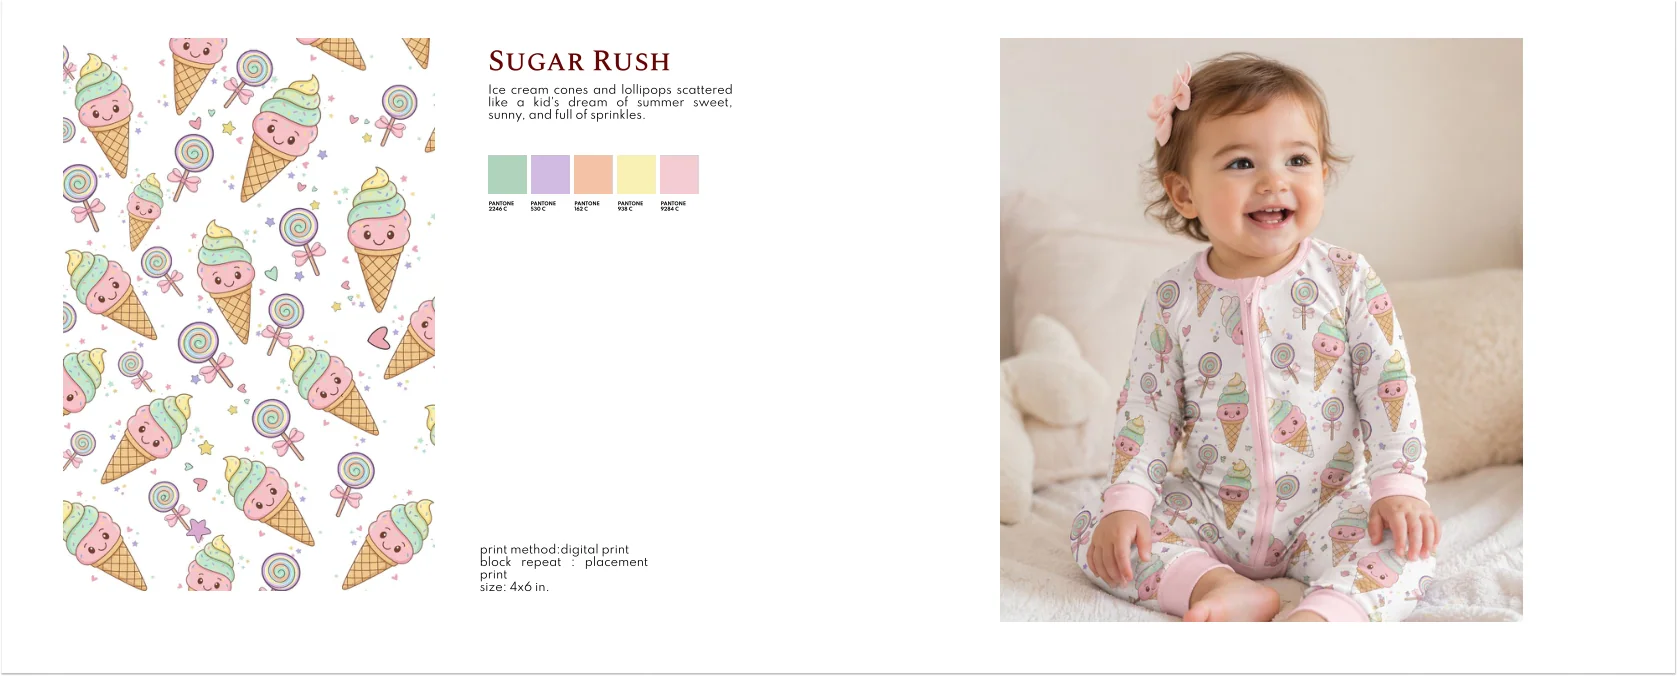 SUGAR RUSH
Ice cream cones and lollipops scattered
like a kid's dream of summer sweet,
sunny, and full of sprinkles.
PANTONE
2246 C
PANTONE
530 C
PANTONE
162 C
PANTONE
938 C
PANTONE
9284 C
print method:digital print
block repeat : placement
print
size: 4x6 in.